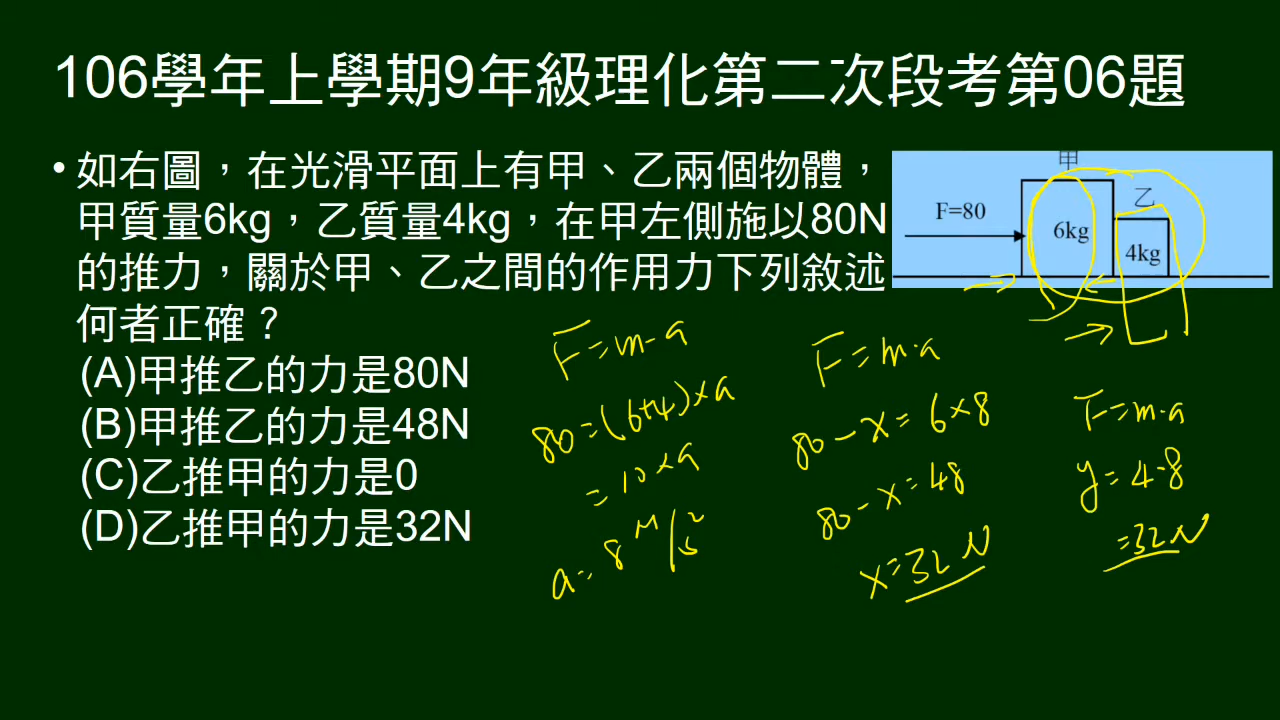 106學年上學期9年級理化第二次段考第06題
• 如右圖，在光滑平面上有甲、乙兩個物體，
甲質量6kg，乙質量4kg，在甲左側施以80N
的推力，關於甲、乙之間的作用力下列敘述
何者正確？
(A)甲推乙的力是80N
(B)甲推乙的力是48N
(C)乙推甲的力是0
(D)乙推甲的力是32N
甲
乙
F=80
6kg
4kg
F=m·a
80=(6+4)×a
=10×a
a=8 M/s²
F=m·a
80-x=6×8
80-x=48
x=32N
F=m·a
y=4·8
=32N